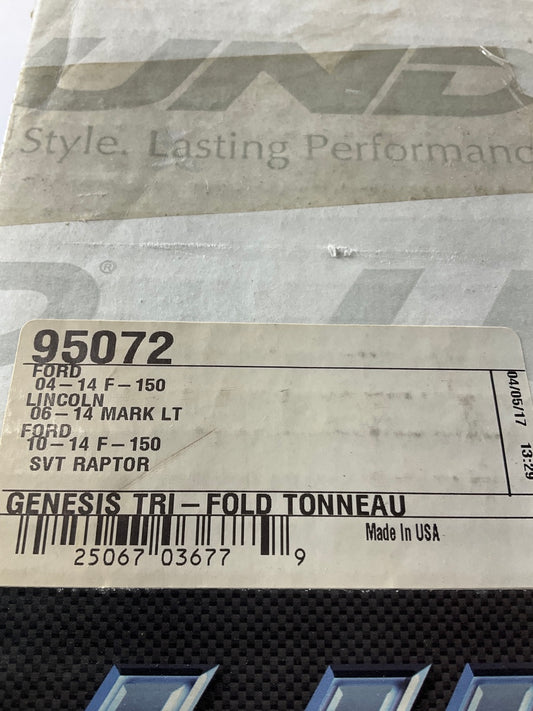 UND
Style. Lasting Performanc
®
95072
FORD
04-14 F-150
LINCOLN
06-14 MARK LT
FORD
10-14 F-150
SVT RAPTOR
04/05/17 13:29
GENESIS TRI-FOLD TONNEAU
Made In USA
25067 03677 9